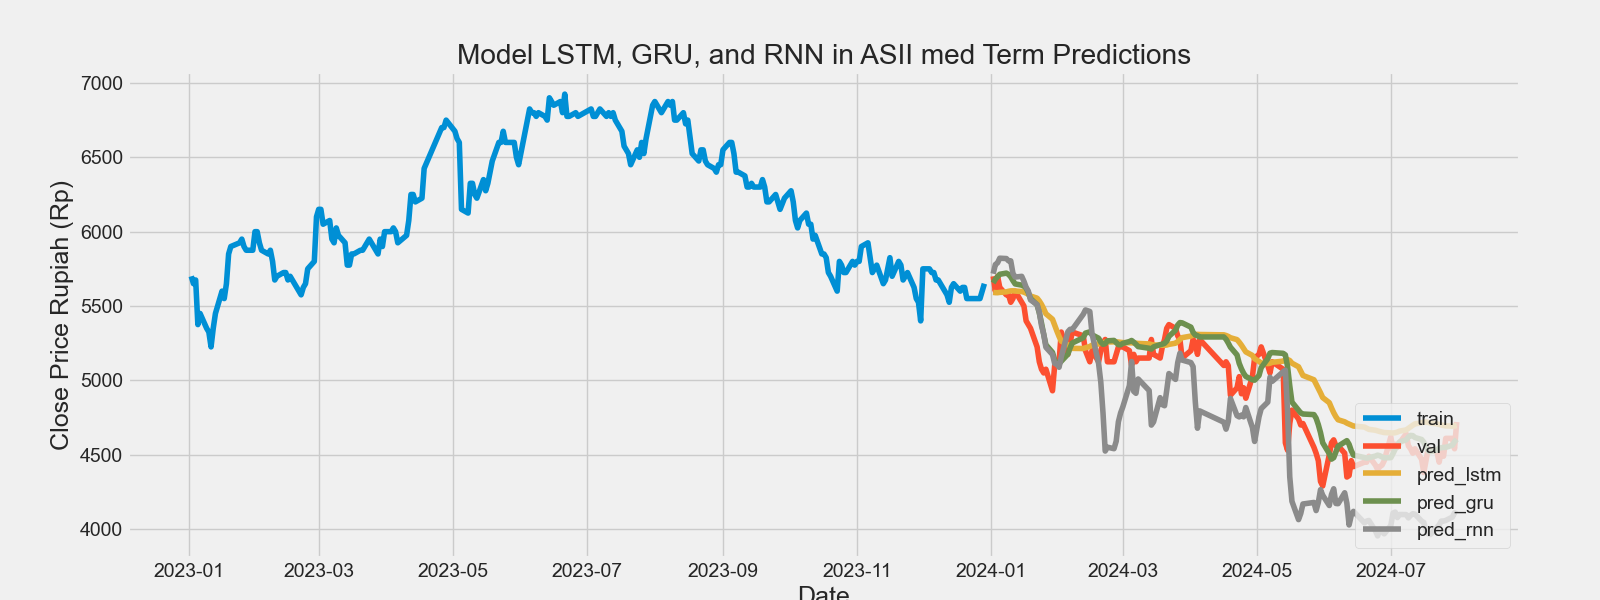 Model LSTM, GRU, and RNN in ASII med Term Predictions
Close Price Rupiah (Rp)
7000
6500
6000
5500
5000
4500
4000
train
val
pred_lstm
pred_gru
pred_rnn
2023-01 2023-03 2023-05 2023-07 2023-09 2023-11 2024-01 2024-03 2024-05 2024-07
Date